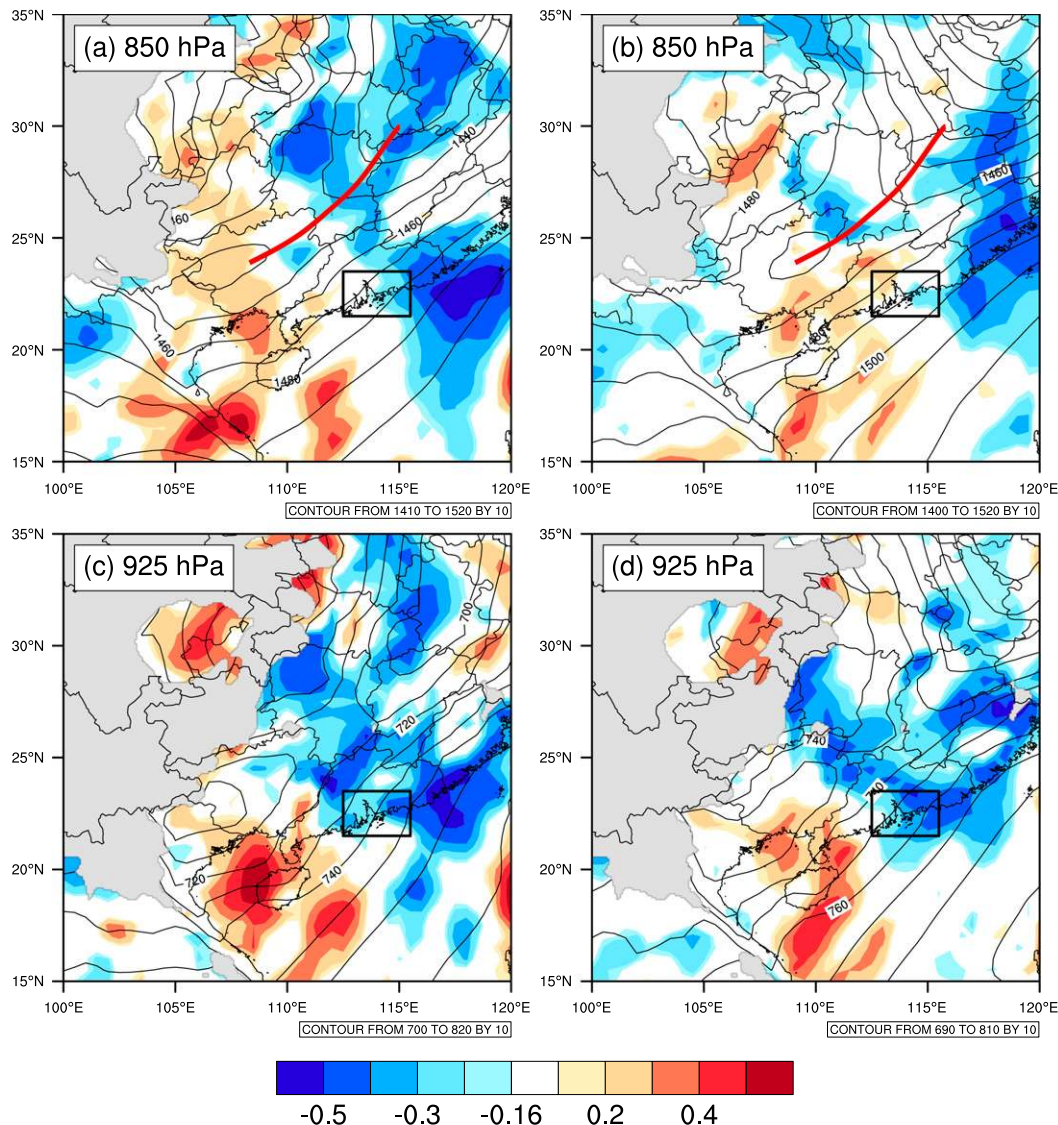 (a) 850 hPa
(b) 850 hPa
35°N
30°N
25°N
20°N
15°N
1440
1460
1460
1480
35°N
30°N
25°N
20°N
15°N
1480
1460
1480
1500
100°E 105°E 110°E 115°E 120°E
100°E 105°E 110°E 115°E 120°E
CONTOUR FROM 1410 TO 1520 BY 10
CONTOUR FROM 1400 TO 1520 BY 10
(c) 925 hPa
(d) 925 hPa
35°N
30°N
25°N
20°N
15°N
700
720
720
740
35°N
30°N
25°N
20°N
15°N
740
760
100°E 105°E 110°E 115°E 120°E
100°E 105°E 110°E 115°E 120°E
CONTOUR FROM 700 TO 820 BY 10
CONTOUR FROM 690 TO 810 BY 10
-0.5 -0.3 -0.16 0.2 0.4